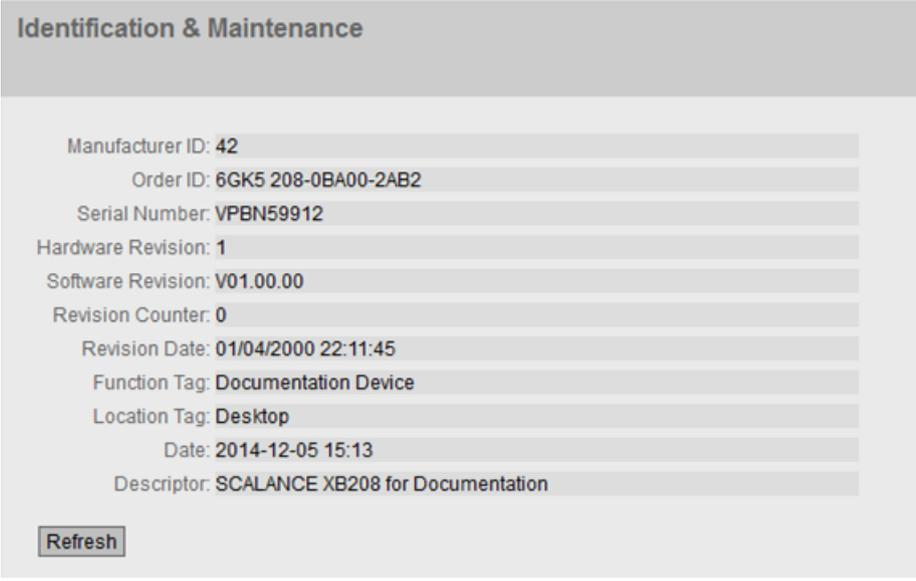 Identification & Maintenance
Manufacturer ID: 42
Order ID: 6GK5 208-0BA00-2AB2
Serial Number: VPBN59912
Hardware Revision: 1
Software Revision: V01.00.00
Revision Counter: 0
Revision Date: 01/04/2000 22:11:45
Function Tag: Documentation Device
Location Tag: Desktop
Date: 2014-12-05 15:13
Descriptor: SCALANCE XB208 for Documentation
Refresh